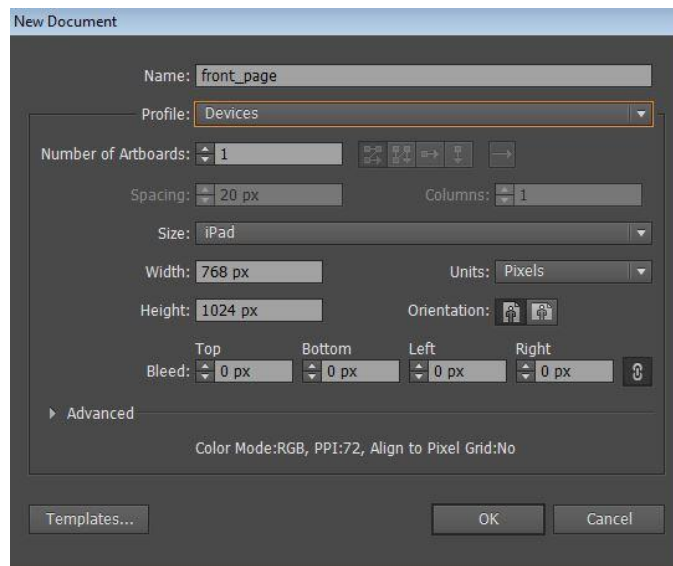 New Document
Name: front_page
Profile: Devices
Number of Artboards: 1
Spacing: 20 px Columns: 1
Size: iPad
Width: 768 px Units: Pixels
Height: 1024 px Orientation:
Top Bottom Left Right
Bleed: 0 px 0 px 0 px 0 px
Advanced
Color Mode:RGB, PPI:72, Align to Pixel Grid:No
Templates... OK Cancel